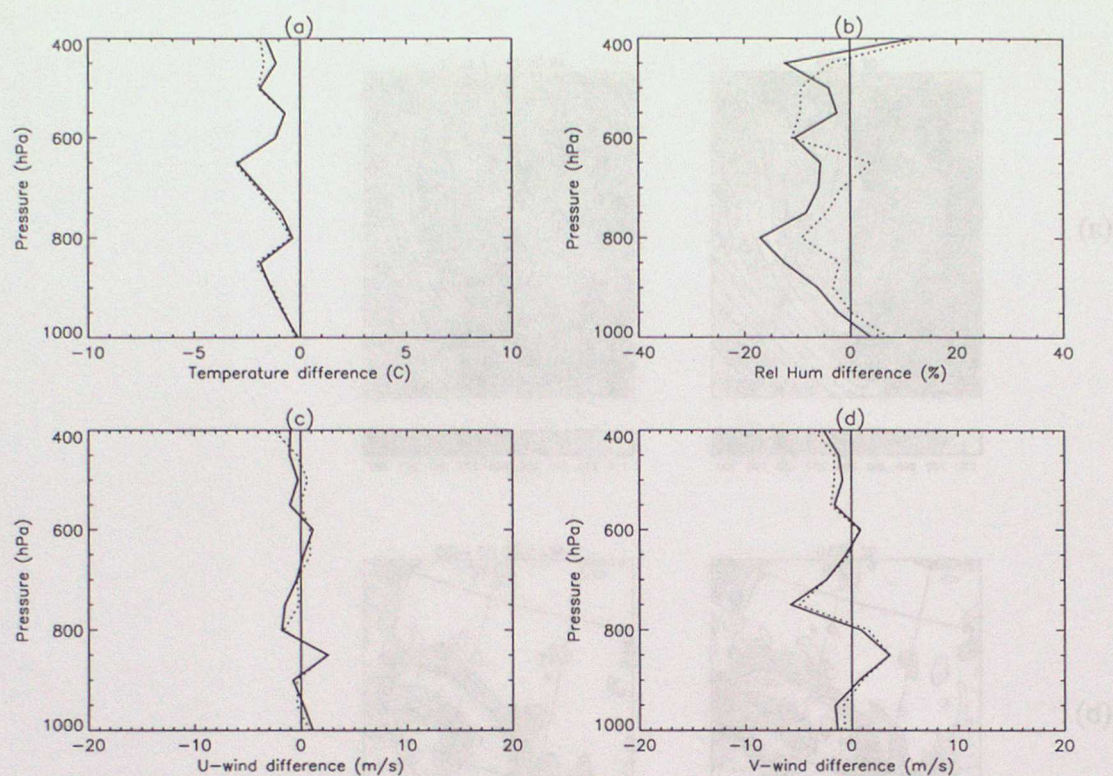 (a)
400
600
800
1000
Pressure (hPa)
−10 −5 0 5 10
Temperature difference (C)
(b)
400
600
800
1000
Pressure (hPa)
−40 −20 0 20 40
Rel Hum difference (%)
(c)
400
600
800
1000
Pressure (hPa)
−20 −10 0 10 20
U−wind difference (m/s)
(d)
400
600
800
1000
Pressure (hPa)
−20 −10 0 10 20
V−wind difference (m/s)
(a)
(b)